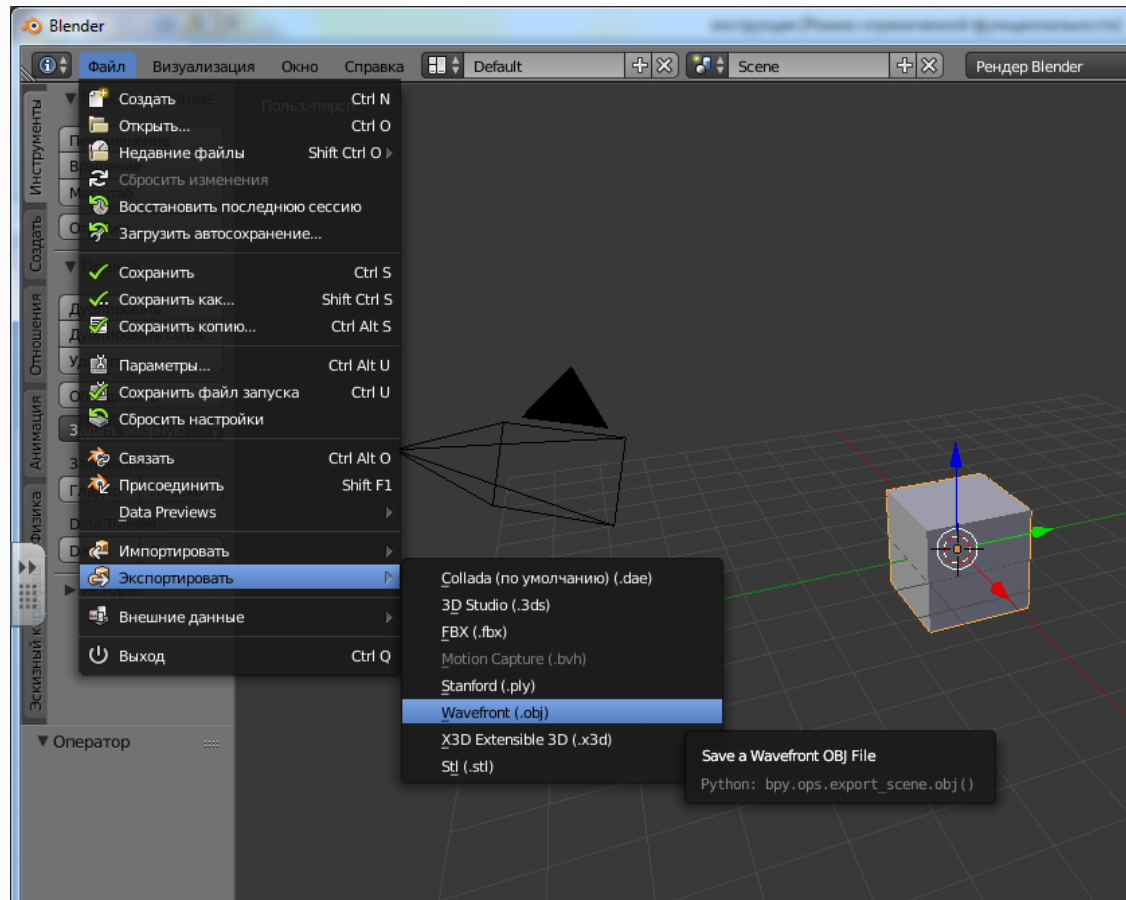 Blender
Файл Визуализация Окно Справка Default Scene Рендер Blender
Создать Ctrl N
Открыть... Ctrl O
Недавние файлы Shift Ctrl O
Сбросить изменения
Восстановить последнюю сессию
Загрузить автосохранение...
Сохранить Ctrl S
Сохранить как... Shift Ctrl S
Сохранить копию... Ctrl Alt S
Параметры... Ctrl Alt U
Сохранить файл запуска Ctrl U
Сбросить настройки
Связать Ctrl Alt O
Присоединить Shift F1
Data Previews
Импортировать
Экспортировать
Внешние данные
Выход Ctrl Q
Collada (по умолчанию) (.dae)
3D Studio (.3ds)
FBX (.fbx)
Motion Capture (.bvh)
Stanford (.ply)
Wavefront (.obj)
X3D Extensible 3D (.x3d)
Stl (.stl)
Save a Wavefront OBJ File
Python: bpy.ops.export_scene.obj()
Инструменты
Создать
Отношения
Анимация
Физика
Эскизный
Оператор